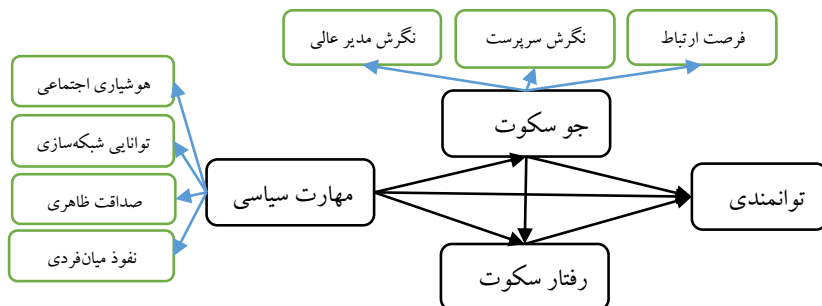 فرصت ارتباط
نگرش سرپرست
نگرش مدیر عالی
هوشیاری اجتماعی
توانایی شبکه‌سازی
صداقت ظاهری
نفوذ میان‌فردی
جو سکوت
مهارت سیاسی
توانمندی
رفتار سکوت